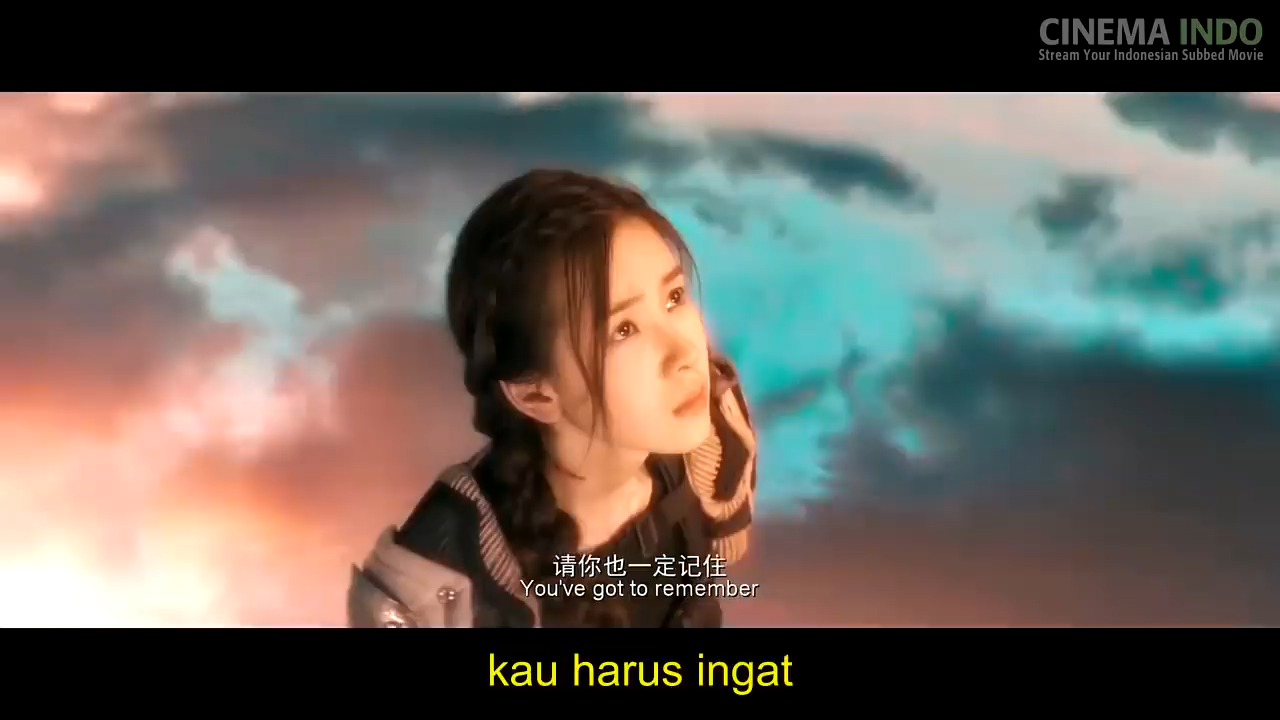 CINEMA INDO
Stream Your Indonesian Subbed Movie
请你也一定记住
You've got to remember
kau harus ingat